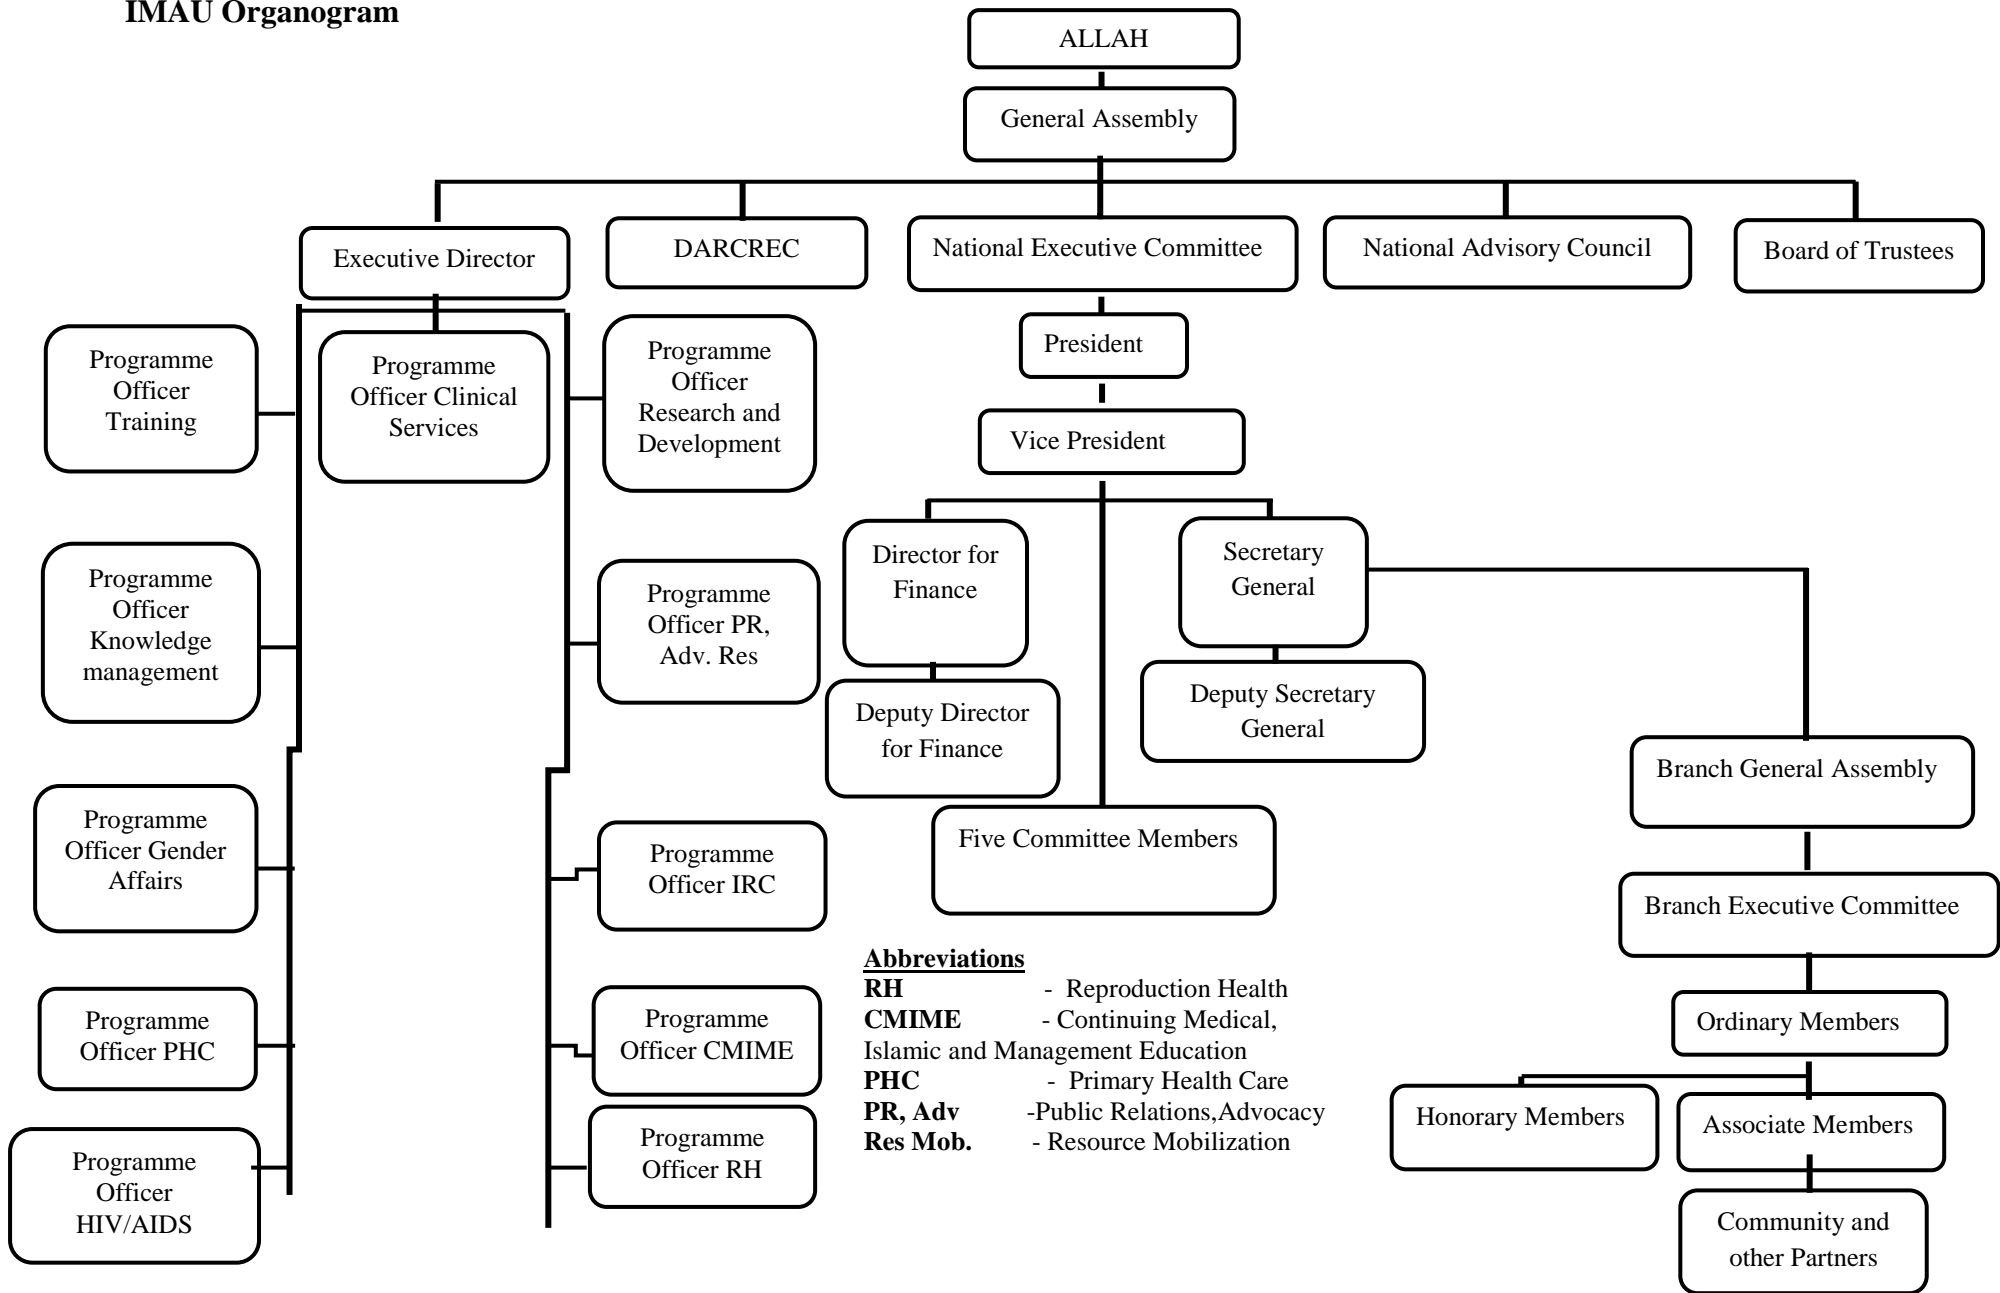 IMAU Organogram
ALLAH
General Assembly
Executive Director
DARCREC
National Executive Committee
National Advisory Council
Board of Trustees
Programme
Officer
Training
Programme
Officer Clinical
Services
Programme
Officer
Research and
Development
President
Vice President
Programme
Officer
Knowledge
management
Programme
Officer PR,
Adv. Res
Director for
Finance
Secretary
General
Deputy Director
for Finance
Deputy Secretary
General
Branch General Assembly
Programme
Officer Gender
Affairs
Programme
Officer IRC
Five Committee Members
Branch Executive Committee
Programme
Officer PHC
Programme
Officer CMIME
Abbreviations
RH - Reproduction Health
CMIME - Continuing Medical,
Islamic and Management Education
PHC - Primary Health Care
PR, Adv -Public Relations,Advocacy
Res Mob. - Resource Mobilization
Ordinary Members
Honorary Members
Associate Members
Programme
Officer
HIV/AIDS
Programme
Officer RH
Community and
other Partners